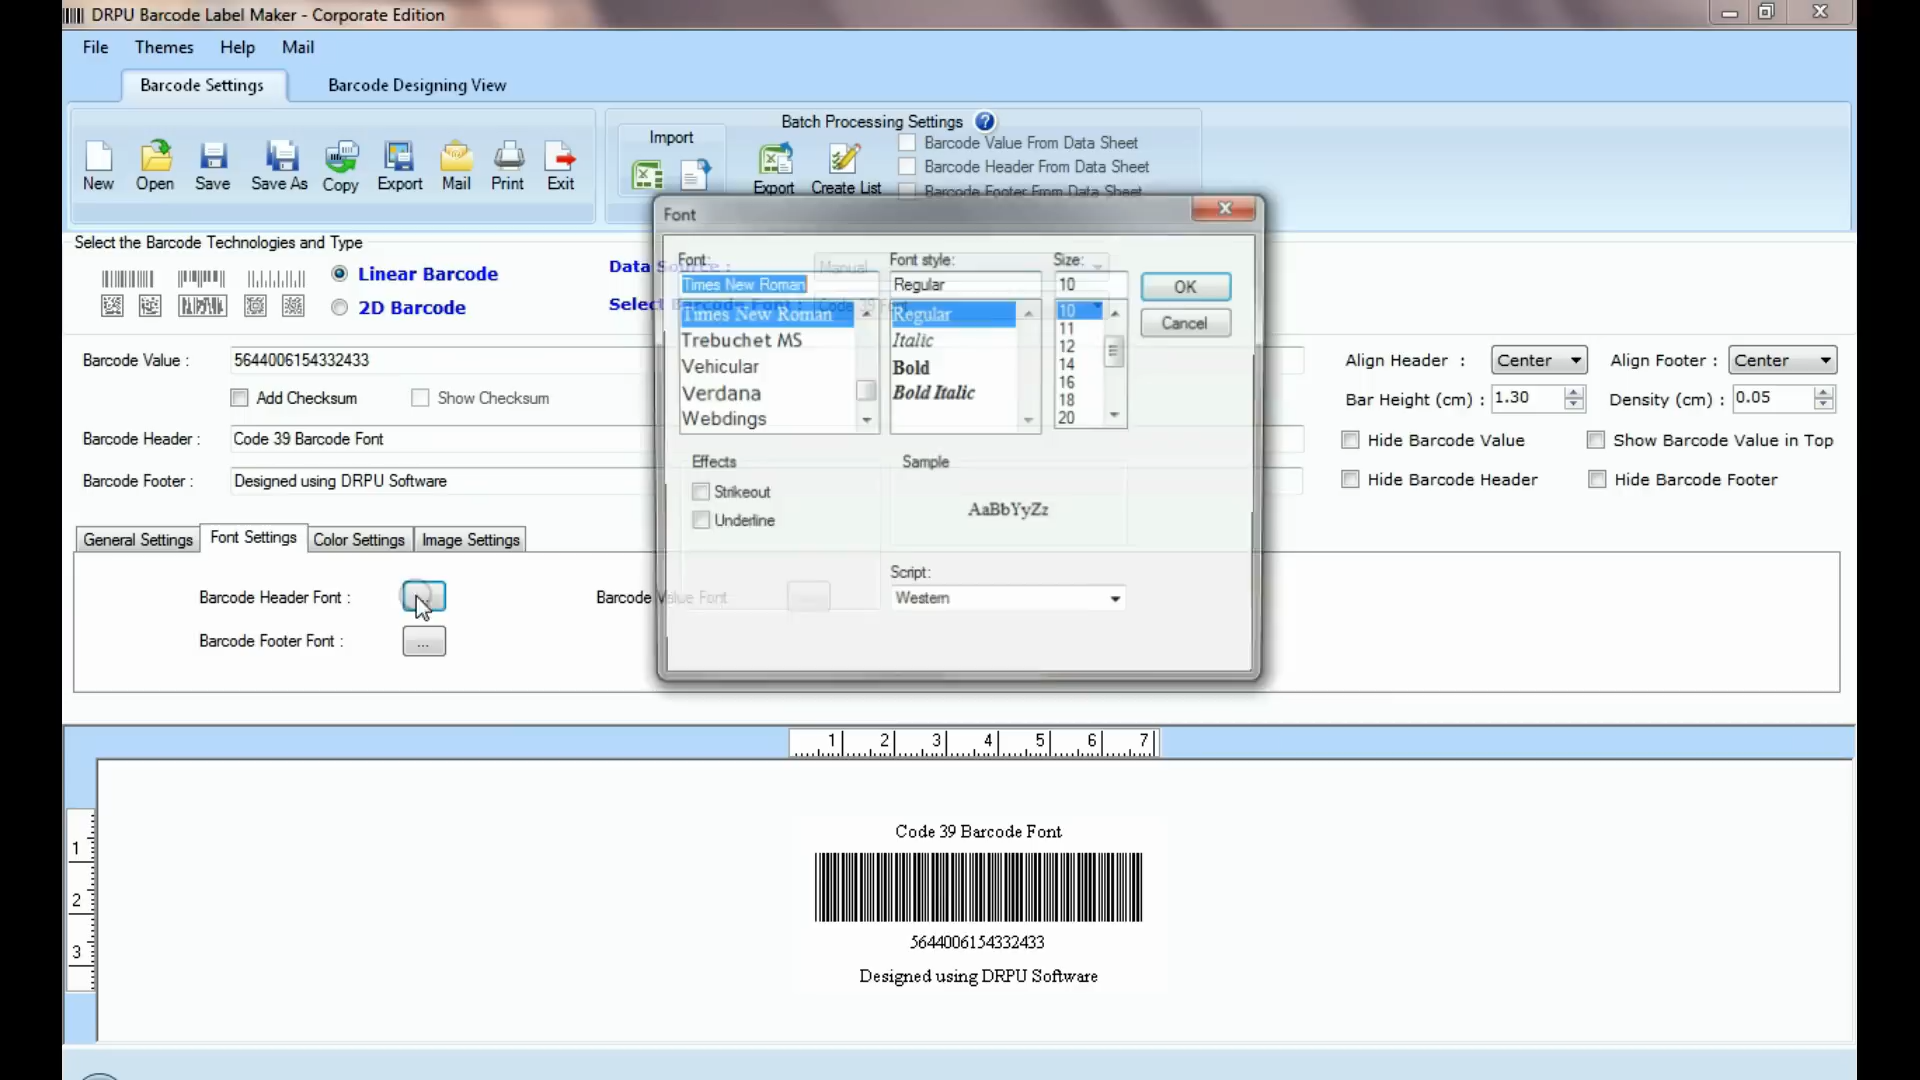 DRPU Barcode Label Maker - Corporate Edition
File Themes Help Mail
Barcode Settings Barcode Designing View
New Open Save Save As Copy Export Mail Print Exit
Import
Batch Processing Settings ?
Export Create List
Barcode Value From Data Sheet
Barcode Header From Data Sheet
Barcode Footer From Data Sheet
Select the Barcode Technologies and Type
Linear Barcode
2D Barcode
Data Source :
Manual
Select Barcode Font :
Code 39 Font
Barcode Value : 5644006154332433
Add Checksum Show Checksum
Barcode Header : Code 39 Barcode Font
Barcode Footer : Designed using DRPU Software
Align Header : Center Align Footer : Center
Bar Height (cm) : 1.30 Density (cm) : 0.05
Hide Barcode Value Show Barcode Value in Top
Hide Barcode Header Hide Barcode Footer
General Settings Font Settings Color Settings Image Settings
Barcode Header Font : ...
Barcode Value Font
Barcode Footer Font : ...
Font
Font: Font style: Size:
Times New Roman Regular 10
OK
Cancel
Times New Roman
Trebuchet MS
Vehicular
Verdana
Webdings
Regular
Italic
Bold
Bold Italic
10
11
12
14
16
18
20
Effects
Strikeout
Underline
Sample
AaBbYyZz
Script:
Western
1 2 3 4 5 6 7
1
2
3
Code 39 Barcode Font
5644006154332433
Designed using DRPU Software